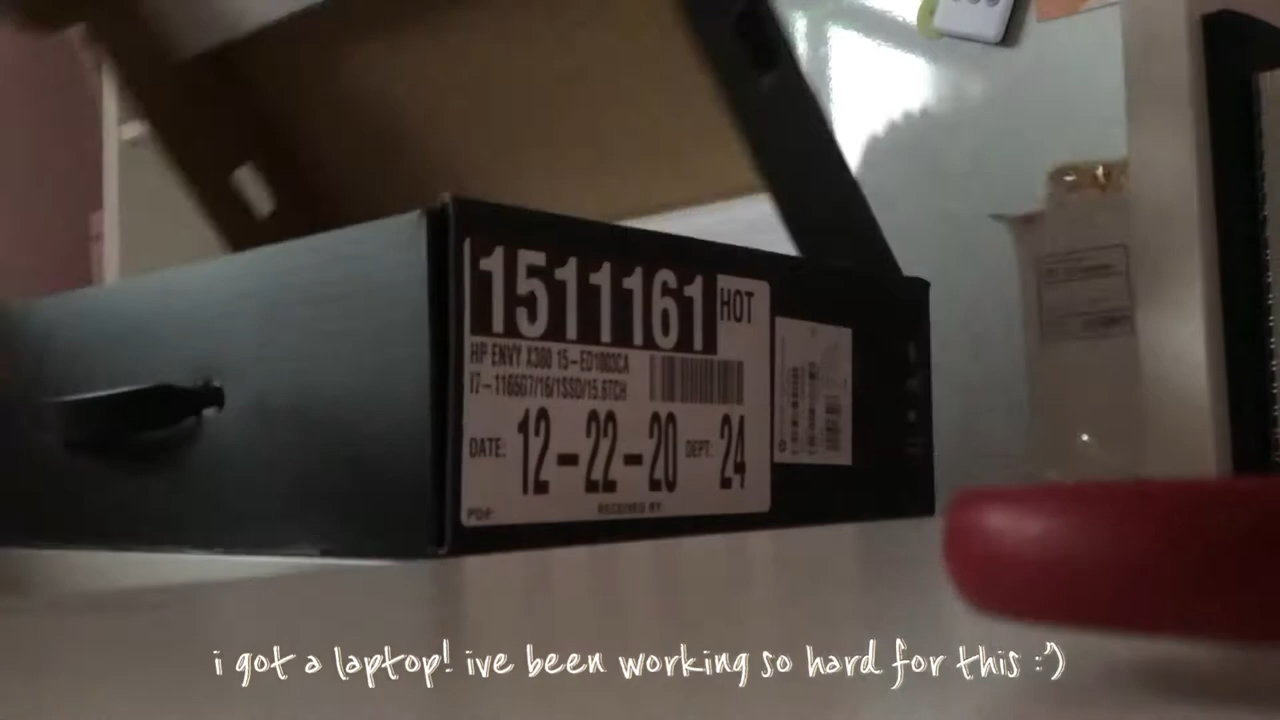 1511161 HOT
HP ENVY X360 15-ED1003CA
I7-1165G7/16/1SSD/15.6TCH
DATE: 12-22-20 DEPT: 24
PDP RECEIVED BY
i got a laptop! ive been working so hard for this :')